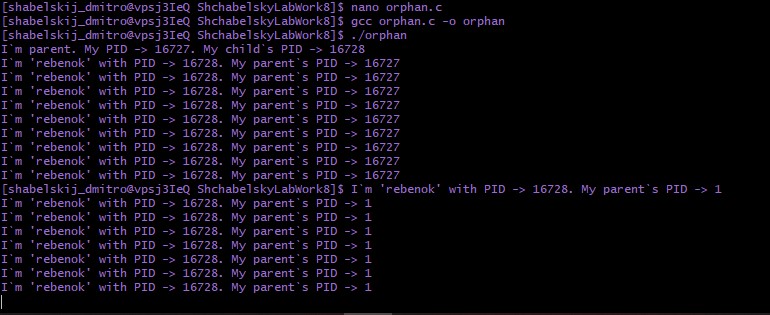 [shabelskij_dmitro@vpsj3IeQ ShchabelskyLabWork8]$ nano orphan.c
[shabelskij_dmitro@vpsj3IeQ ShchabelskyLabWork8]$ gcc orphan.c -o orphan
[shabelskij_dmitro@vpsj3IeQ ShchabelskyLabWork8]$ ./orphan
I`m parent. My PID -> 16727. My child`s PID -> 16728
I`m 'rebenok' with PID -> 16728. My parent`s PID -> 16727
I`m 'rebenok' with PID -> 16728. My parent`s PID -> 16727
I`m 'rebenok' with PID -> 16728. My parent`s PID -> 16727
I`m 'rebenok' with PID -> 16728. My parent`s PID -> 16727
I`m 'rebenok' with PID -> 16728. My parent`s PID -> 16727
I`m 'rebenok' with PID -> 16728. My parent`s PID -> 16727
I`m 'rebenok' with PID -> 16728. My parent`s PID -> 16727
I`m 'rebenok' with PID -> 16728. My parent`s PID -> 16727
I`m 'rebenok' with PID -> 16728. My parent`s PID -> 16727
[shabelskij_dmitro@vpsj3IeQ ShchabelskyLabWork8]$ I`m 'rebenok' with PID -> 16728. My parent`s PID -> 1
I`m 'rebenok' with PID -> 16728. My parent`s PID -> 1
I`m 'rebenok' with PID -> 16728. My parent`s PID -> 1
I`m 'rebenok' with PID -> 16728. My parent`s PID -> 1
I`m 'rebenok' with PID -> 16728. My parent`s PID -> 1
I`m 'rebenok' with PID -> 16728. My parent`s PID -> 1
I`m 'rebenok' with PID -> 16728. My parent`s PID -> 1
I`m 'rebenok' with PID -> 16728. My parent`s PID -> 1